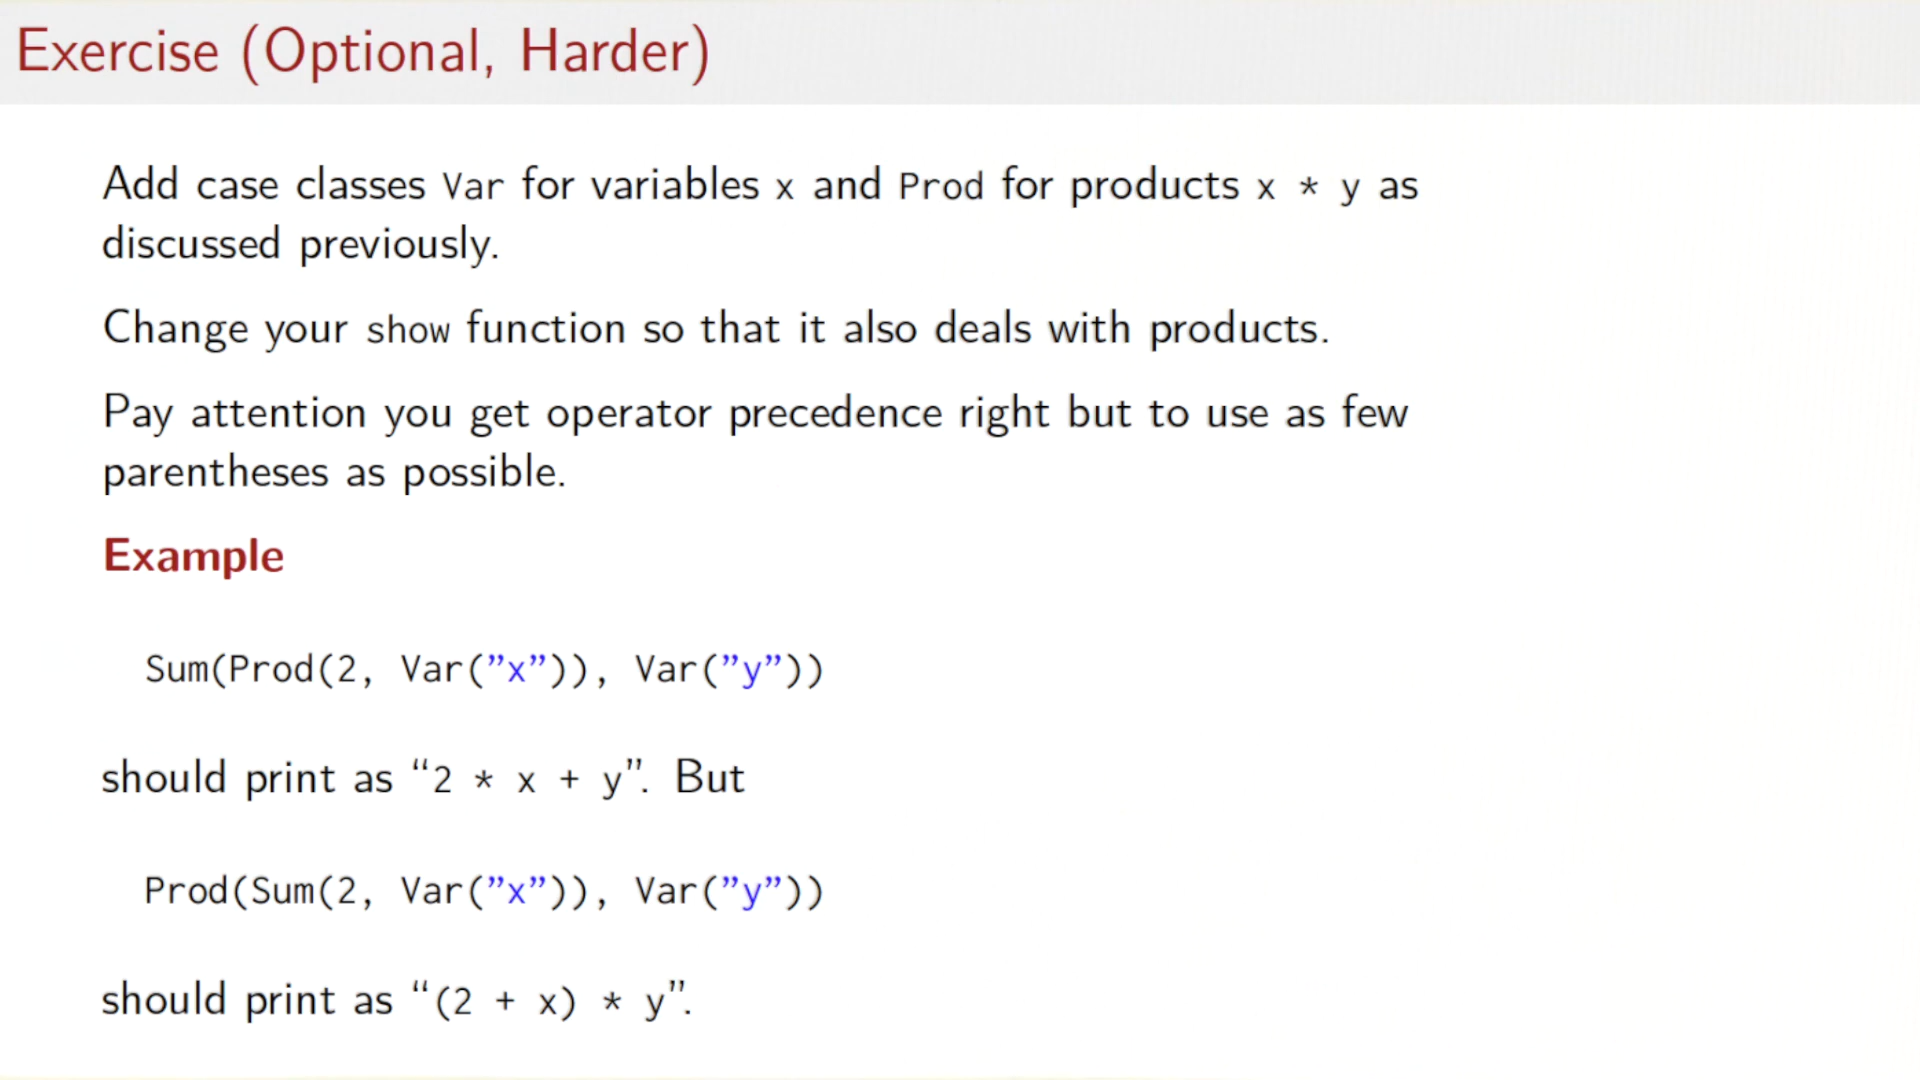 Exercise (Optional, Harder)
Add case classes Var for variables x and Prod for products x * y as
discussed previously.
Change your show function so that it also deals with products.
Pay attention you get operator precedence right but to use as few
parentheses as possible.
Example
Sum(Prod(2, Var(”x”)), Var(”y”))
should print as “2 * x + y”. But
Prod(Sum(2, Var(”x”)), Var(”y”))
should print as “(2 + x) * y”.